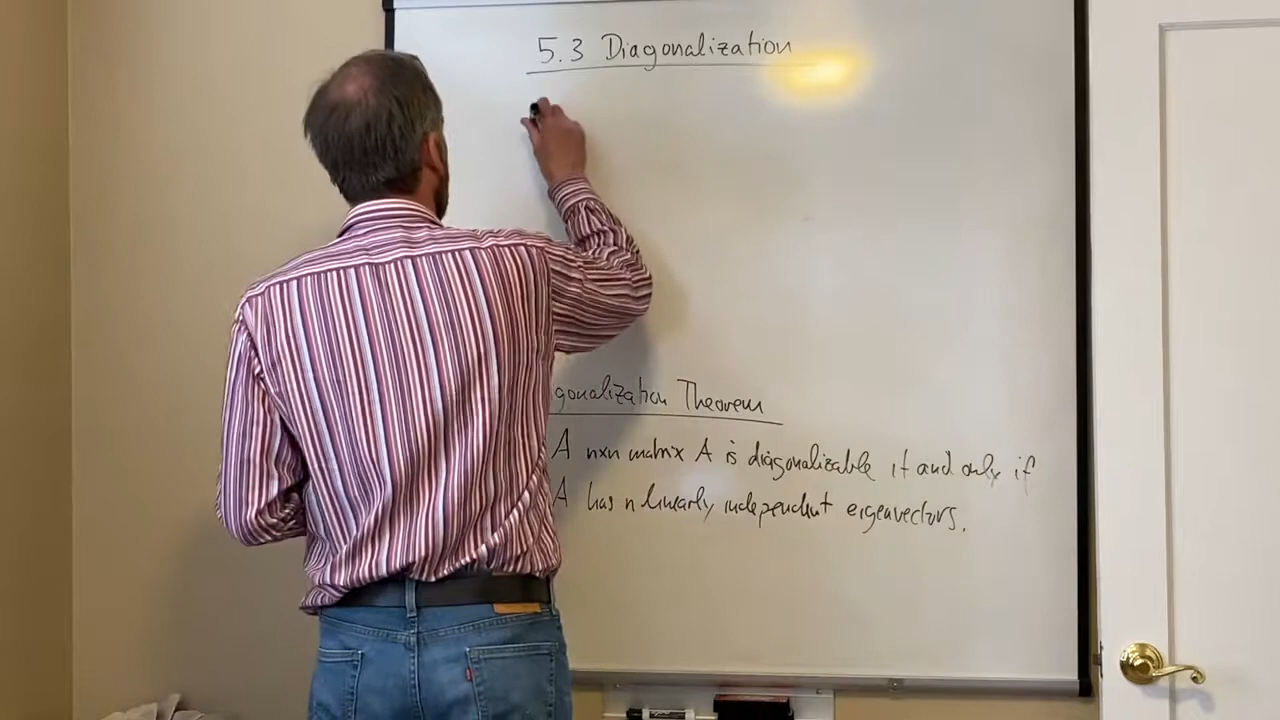 5.3 Diagonalization
gonalization Theorem
A nxn matrix A is diagonalizable if and only if
A has n linearly independent eigenvectors.